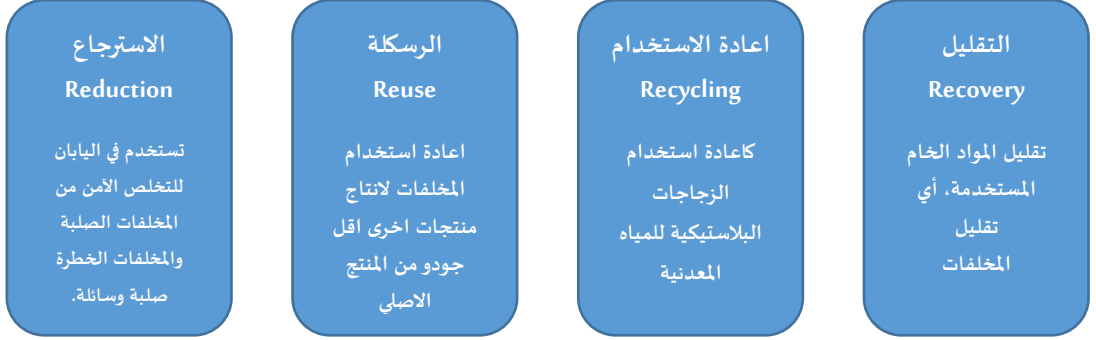 التقليل
Recovery
تقليل المواد الخام
المستخدمة، أي
تقليل
المخلفات
اعادة الاستخدام
Recycling
كاعادة استخدام
الزجاجات
البلاستيكية للمياه
المعدنية
الرسكلة
Reuse
اعادة استخدام
المخلفات لانتاج
منتجات اخرى اقل
جودو من المنتج
الاصلي
الاسترجاع
Reduction
تستخدم في اليابان
للتخلص الآمن من
المخلفات الصلبة
والمخلفات الخطرة
صلبة وسائلة.